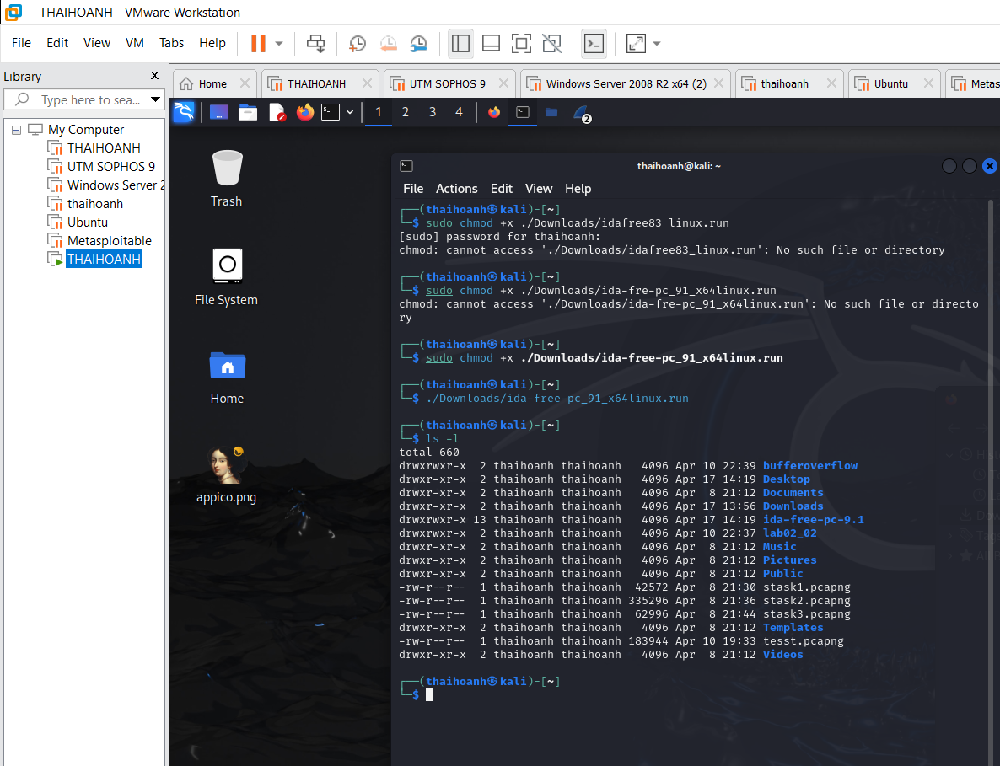 THAIHOANH - VMware Workstation
File Edit View VM Tabs Help
Library
Type here to sea...
Home THAIHOANH UTM SOPHOS 9 Windows Server 2008 R2 x64 (2) thaihoanh Ubuntu Metas
My Computer
THAIHOANH
UTM SOPHOS 9
Windows Server 2
thaihoanh
Ubuntu
Metasploitable
THAIHOANH
1 2 3 4 2
Trash
File System
Home
appico.png
thaihoanh@kali: ~
File Actions Edit View Help
┌──(thaihoanh㉿kali)-[~]
└─$ sudo chmod +x ./Downloads/idafree83_linux.run
[sudo] password for thaihoanh:
chmod: cannot access './Downloads/idafree83_linux.run': No such file or directory
┌──(thaihoanh㉿kali)-[~]
└─$ sudo chmod +x ./Downloads/ida-fre-pc_91_x64linux.run
chmod: cannot access './Downloads/ida-fre-pc_91_x64linux.run': No such file or directo
ry
┌──(thaihoanh㉿kali)-[~]
└─$ sudo chmod +x ./Downloads/ida-free-pc_91_x64linux.run
┌──(thaihoanh㉿kali)-[~]
└─$ ./Downloads/ida-free-pc_91_x64linux.run
┌──(thaihoanh㉿kali)-[~]
└─$ ls -l
total 660
drwxrwxr-x 2 thaihoanh thaihoanh 4096 Apr 10 22:39 bufferoverflow
drwxr-xr-x 2 thaihoanh thaihoanh 4096 Apr 17 14:19 Desktop
drwxr-xr-x 2 thaihoanh thaihoanh 4096 Apr 8 21:12 Documents
drwxr-xr-x 2 thaihoanh thaihoanh 4096 Apr 17 13:56 Downloads
drwxrwxr-x 13 thaihoanh thaihoanh 4096 Apr 17 14:19 ida-free-pc-9.1
drwxrwxr-x 2 thaihoanh thaihoanh 4096 Apr 10 22:37 lab02_02
drwxr-xr-x 2 thaihoanh thaihoanh 4096 Apr 8 21:12 Music
drwxr-xr-x 2 thaihoanh thaihoanh 4096 Apr 8 21:12 Pictures
drwxr-xr-x 2 thaihoanh thaihoanh 4096 Apr 8 21:12 Public
-rw-r--r-- 1 thaihoanh thaihoanh 42572 Apr 8 21:30 stask1.pcapng
-rw-r--r-- 1 thaihoanh thaihoanh 335296 Apr 8 21:36 stask2.pcapng
-rw-r--r-- 1 thaihoanh thaihoanh 62996 Apr 8 21:44 stask3.pcapng
drwxr-xr-x 2 thaihoanh thaihoanh 4096 Apr 8 21:12 Templates
-rw-r--r-- 1 thaihoanh thaihoanh 183944 Apr 10 19:33 tesst.pcapng
drwxr-xr-x 2 thaihoanh thaihoanh 4096 Apr 8 21:12 Videos
┌──(thaihoanh㉿kali)-[~]
└─$